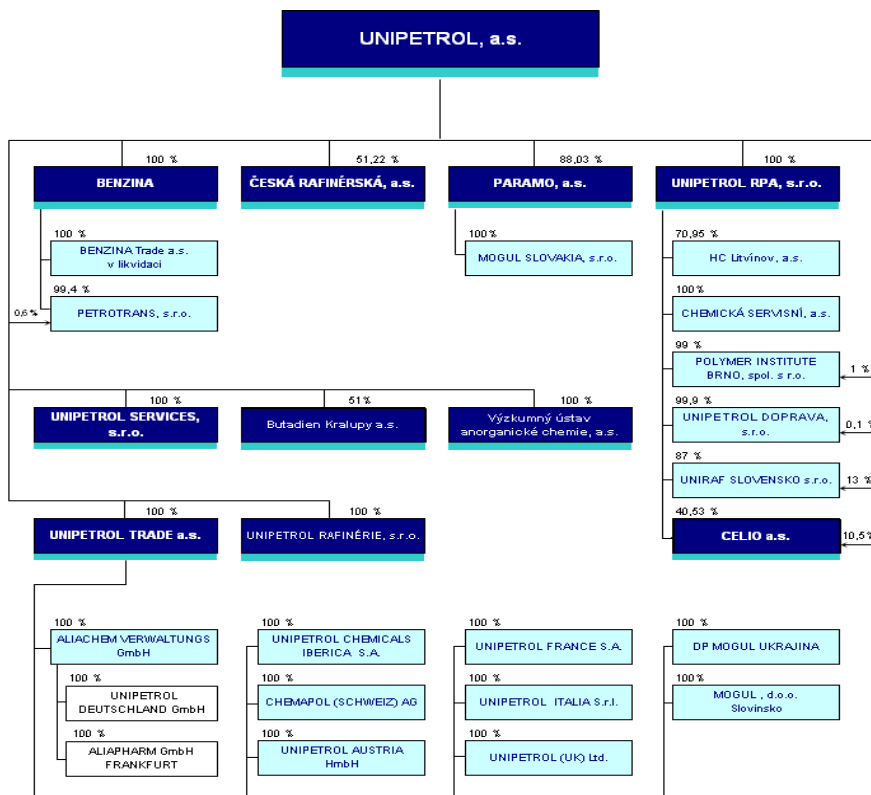 UNIPETROL, a.s.
100 %
51,22 %
88,03 %
100 %
BENZINA
ČESKÁ RAFINÉRSKÁ, a.s.
PARAMO, a.s.
UNIPETROL RPA, s.r.o.
100 %
BENZINA Trade a.s.
v likvidaci
99,4 %
0,6%
PETROTRANS, s.r.o.
100%
MOGUL SLOVAKIA, s.r.o.
70,95 %
HC Litvínov, a.s.
100%
CHEMICKÁ SERVISNÍ, a.s.
99 %
POLYMER INSTITUTE
BRNO, spol. s r.o.
1 %
99,9 %
UNIPETROL DOPRAVA,
s.r.o.
0,1 %
87 %
UNIRAF SLOVENSKO s.r.o.
13 %
40,53 %
CELIO a.s.
10,5%
100 %
51%
100 %
UNIPETROL SERVICES,
s.r.o.
Butadien Kralupy a.s.
Výzkumný ústav
anorganické chemie, a.s.
100 %
100 %
UNIPETROL TRADE a.s.
UNIPETROL RAFINÉRIE, s.r.o.
100 %
ALIACHEM VERWALTUNGS
GmbH
100 %
UNIPETROL
DEUTSCHLAND GmbH
100 %
ALIAPHARM GmbH
FRANKFURT
100 %
UNIPETROL CHEMICALS
IBERICA S.A.
100 %
CHEMAPOL (SCHWEIZ) AG
100 %
UNIPETROL AUSTRIA
HmbH
100 %
UNIPETROL FRANCE S.A.
100 %
UNIPETROL ITALIA S.r.l.
100 %
UNIPETROL (UK) Ltd.
100 %
DP MOGUL UKRAJINA
100%
MOGUL , d.o.o.
Slovinsko